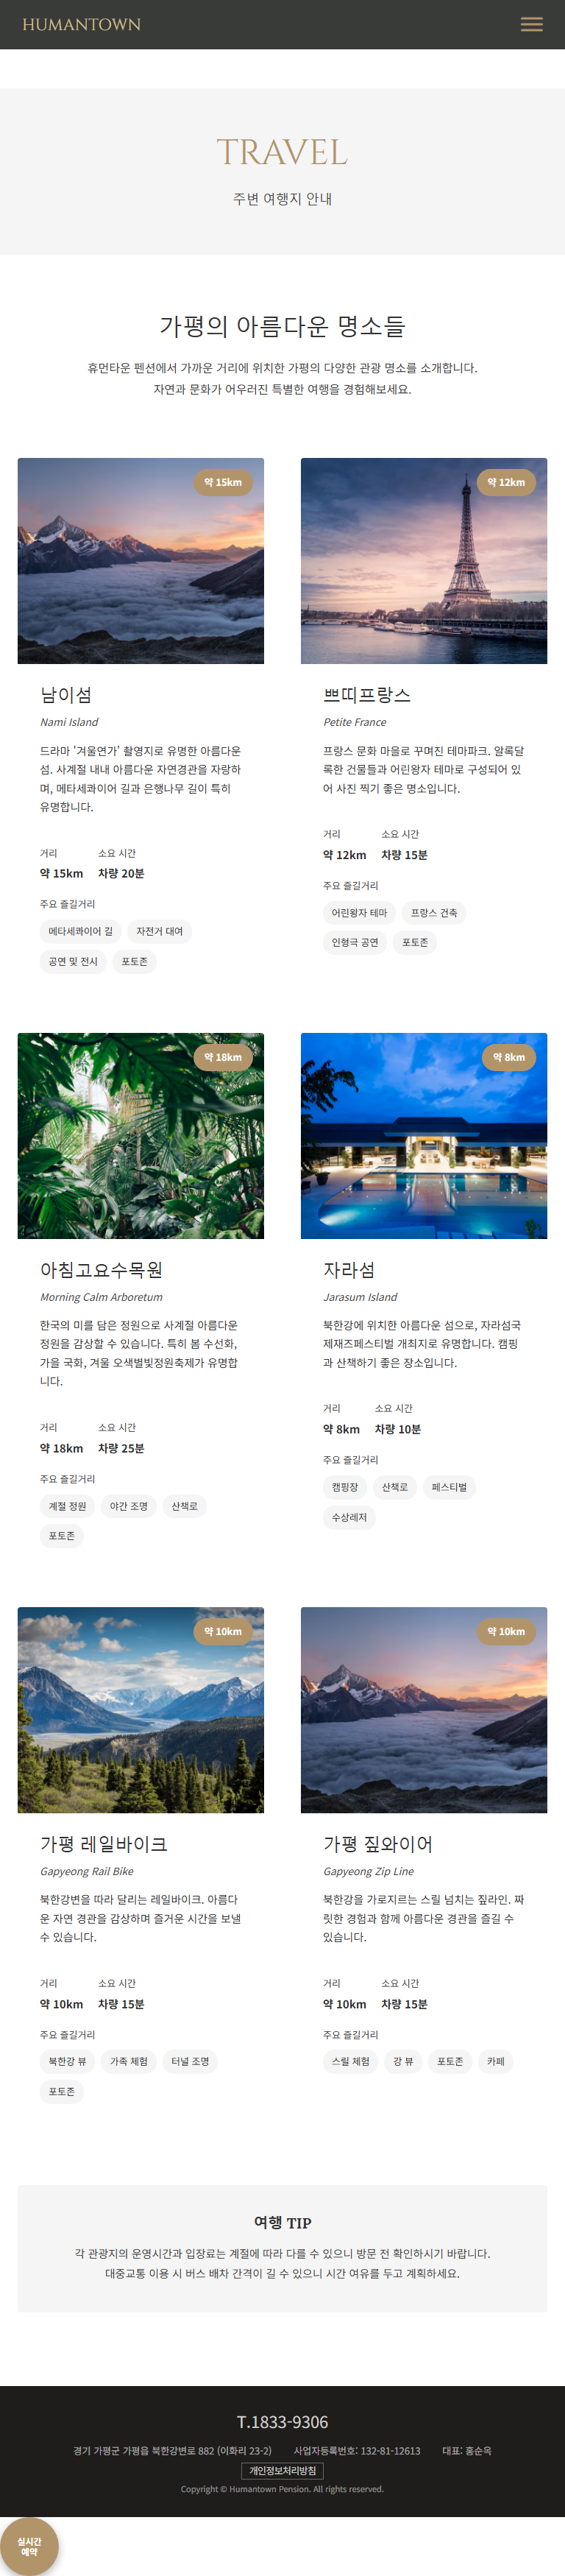 HUMANTOWN
TRAVEL
주변 여행지 안내
가평의 아름다운 명소들
휴먼타운 펜션에서 가까운 거리에 위치한 가평의 다양한 관광 명소를 소개합니다.
자연과 문화가 어우러진 특별한 여행을 경험해보세요.
약 15km
남이섬
Nami Island
드라마 '겨울연가' 촬영지로 유명한 아름다운
섬. 사계절 내내 아름다운 자연경관을 자랑하
며, 메타세콰이어 길과 은행나무 길이 특히
유명합니다.
거리 소요 시간
약 15km 차량 20분
주요 즐길거리
메타세콰이어 길 자전거 대여
공연 및 전시 포토존
약 12km
쁘띠프랑스
Petite France
프랑스 문화 마을로 꾸며진 테마파크. 알록달
록한 건물들과 어린왕자 테마로 구성되어 있
어 사진 찍기 좋은 명소입니다.
거리 소요 시간
약 12km 차량 15분
주요 즐길거리
어린왕자 테마 프랑스 건축
인형극 공연 포토존
약 18km
아침고요수목원
Morning Calm Arboretum
한국의 미를 담은 정원으로 사계절 아름다운
정원을 감상할 수 있습니다. 특히 봄 수선화,
가을 국화, 겨울 오색별빛정원축제가 유명합
니다.
거리 소요 시간
약 18km 차량 25분
주요 즐길거리
계절 정원 야간 조명 산책로
포토존
약 8km
자라섬
Jarasum Island
북한강에 위치한 아름다운 섬으로, 자라섬국
제재즈페스티벌 개최지로 유명합니다. 캠핑
과 산책하기 좋은 장소입니다.
거리 소요 시간
약 8km 차량 10분
주요 즐길거리
캠핑장 산책로 페스티벌
수상레저
약 10km
가평 레일바이크
Gapyeong Rail Bike
북한강변을 따라 달리는 레일바이크. 아름다
운 자연 경관을 감상하며 즐거운 시간을 보낼
수 있습니다.
거리 소요 시간
약 10km 차량 15분
주요 즐길거리
북한강 뷰 가족 체험 터널 조명
포토존
약 10km
가평 짚와이어
Gapyeong Zip Line
북한강을 가로지르는 스릴 넘치는 짚라인. 짜
릿한 경험과 함께 아름다운 경관을 즐길 수
있습니다.
거리 소요 시간
약 10km 차량 15분
주요 즐길거리
스릴 체험 강 뷰 포토존 카페
여행 TIP
각 관광지의 운영시간과 입장료는 계절에 따라 다를 수 있으니 방문 전 확인하시기 바랍니다.
대중교통 이용 시 버스 배차 간격이 길 수 있으니 시간 여유를 두고 계획하세요.
T.1833-9306
경기 가평군 가평읍 북한강변로 882 (이화리 23-2) 사업자등록번호: 132-81-12613 대표: 홍순옥
개인정보처리방침
Copyright © Humantown Pension. All rights reserved.
실시간
예약